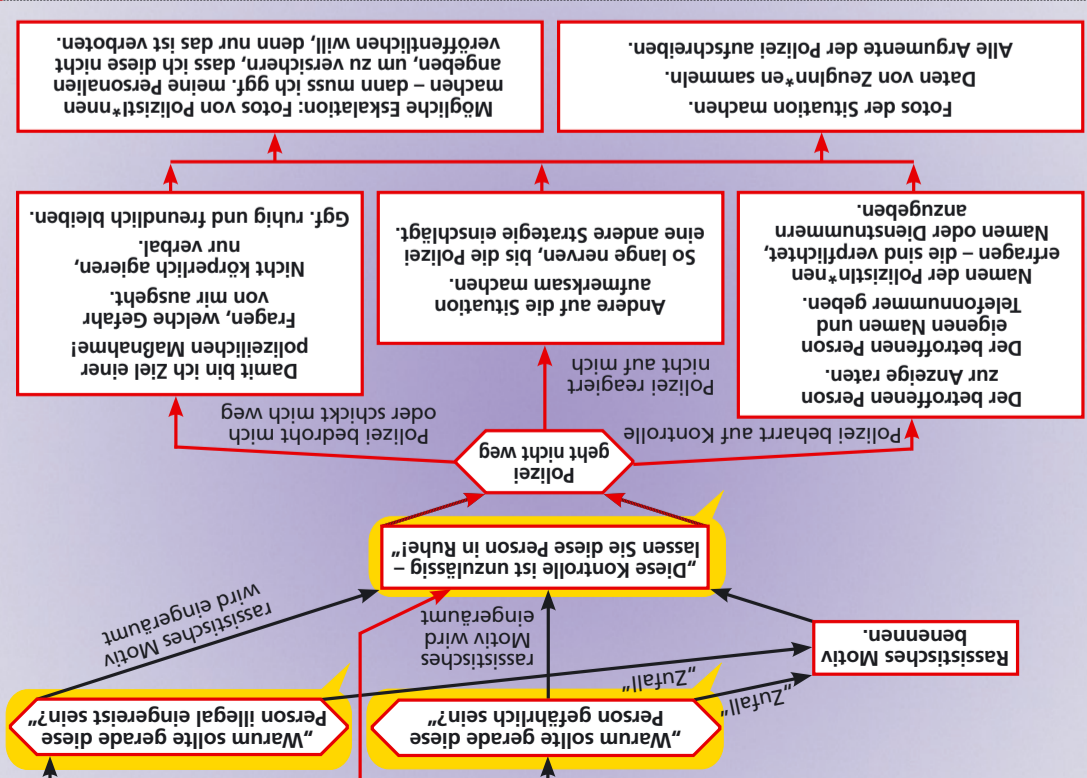 „Warum sollte gerade diese
Person gefährlich sein?“
„Warum sollte gerade diese
Person illegal eingereist sein?“
„Zufall“
„Zufall“
Rassistisches Motiv
benennen.
rassistisches
Motiv wird
eingeräumt
rassistisches Motiv
wird eingeräumt
„Diese Kontrolle ist unzulässig –
lassen Sie diese Person in Ruhe!“
Polizei
geht nicht weg
Polizei beharrt auf Kontrolle
Polizei reagiert
nicht auf mich
Polizei bedroht mich
oder schickt mich weg
Der betroffenen Person
zur Anzeige raten.
Der betroffenen Person
eigenen Namen und
Telefonnummer geben.
Namen der PolizistIn*nen
erfragen – die sind verpflichtet,
Namen oder Dienstnummern
anzugeben.
Andere auf die Situation
aufmerksam machen.
So lange nerven, bis die Polizei
eine andere Strategie einschlägt.
Damit bin ich Ziel einer
polizeilichen Maßnahme!
Fragen, welche Gefahr
von mir ausgeht.
Nicht körperlich agieren,
nur verbal.
Ggf. ruhig und freundlich bleiben.
Fotos der Situation machen.
Daten von ZeugInn*en sammeln.
Alle Argumente der Polizei aufschreiben.
Mögliche Eskalation: Fotos von Polizisti*nnen
machen – dann muss ich ggf. meine Personalien
angeben, um zu versichern, dass ich diese nicht
veröffentlichen will, denn nur das ist verboten.